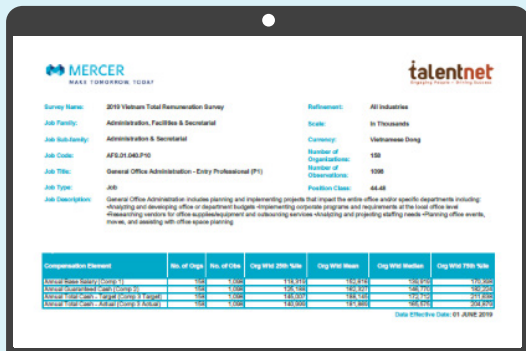 MERCER
MAKE TOMORROW, TODAY
talentnet
Survey Name: 2019 Vietnam Total Remuneration Survey
Refinement: All Industries
Job Family: Administration, Facilities & Secretarial
Scale: In Thousands
Job Sub-family: Administration & Secretarial
Currency: Vietnamese Dong
Job Code: AFS.01.040.P10
Number of Organizations: 159
Job Title: General Office Administration - Entry Professional (P1)
Number of Observations: 1098
Job Type: Job
Position Class: 44-48
Job Description: General Office Administration includes planning and implementing projects that impact the entire office and/or specific departments including:
•Analyzing and developing office or department budgets •Implementing corporate programs and requirements at the local office level
•Researching vendors for office supplies/equipment and outsourcing services •Analyzing and projecting staffing needs •Planning office events,
moves, and assisting with office space planning
Compensation Element No. of Orgs No. of Obs Org Wtd 25th %ile Org Wtd Mean Org Wtd Median Org Wtd 75th %ile
Annual Base Salary (Comp 1) 1,098
Annual Guaranteed Cash (Comp 2) 1,098
Annual Total Cash - Target (Comp 3 Target) 1,098
Annual Total Cash - Actual (Comp 3 Actual) 1,098
Data Effective Date: 01 JUNE 2019